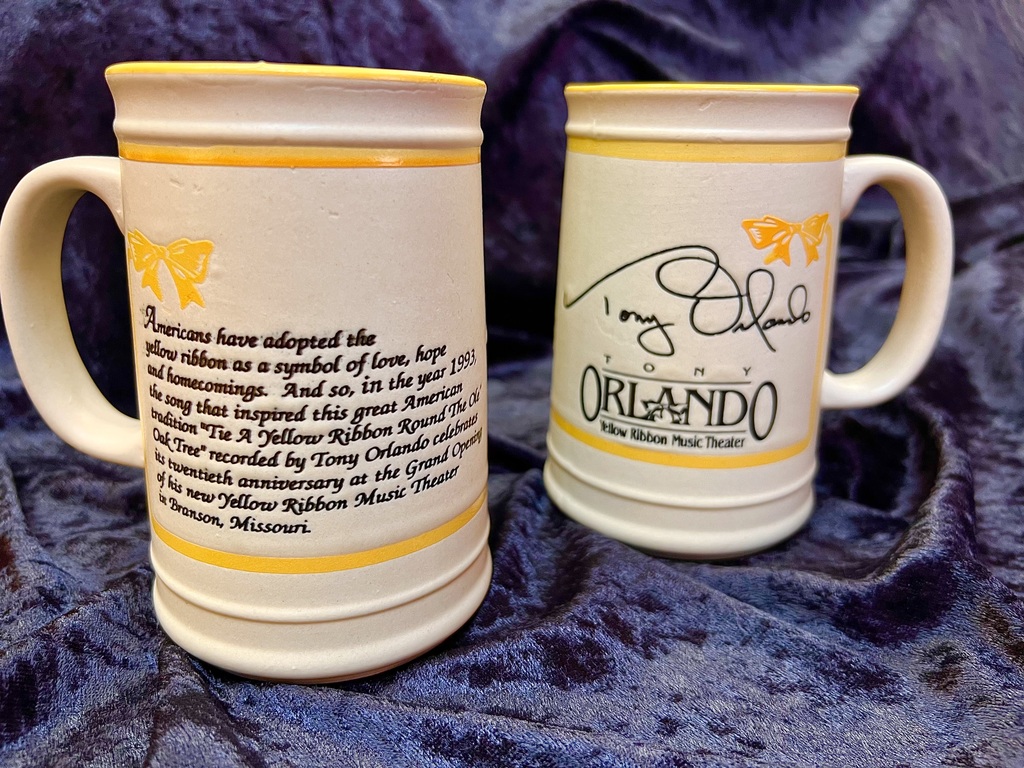 Americans have adopted the
yellow ribbon as a symbol of love, hope
and homecomings. And so, in the year 1993,
the song that inspired this great American
tradition "Tie A Yellow Ribbon Round The Old
Oak Tree" recorded by Tony Orlando celebrates
its twentieth anniversary at the Grand Opening
of his new Yellow Ribbon Music Theater
in Branson, Missouri.
Tony Orlando
TONY
ORLANDO
Yellow Ribbon Music Theater